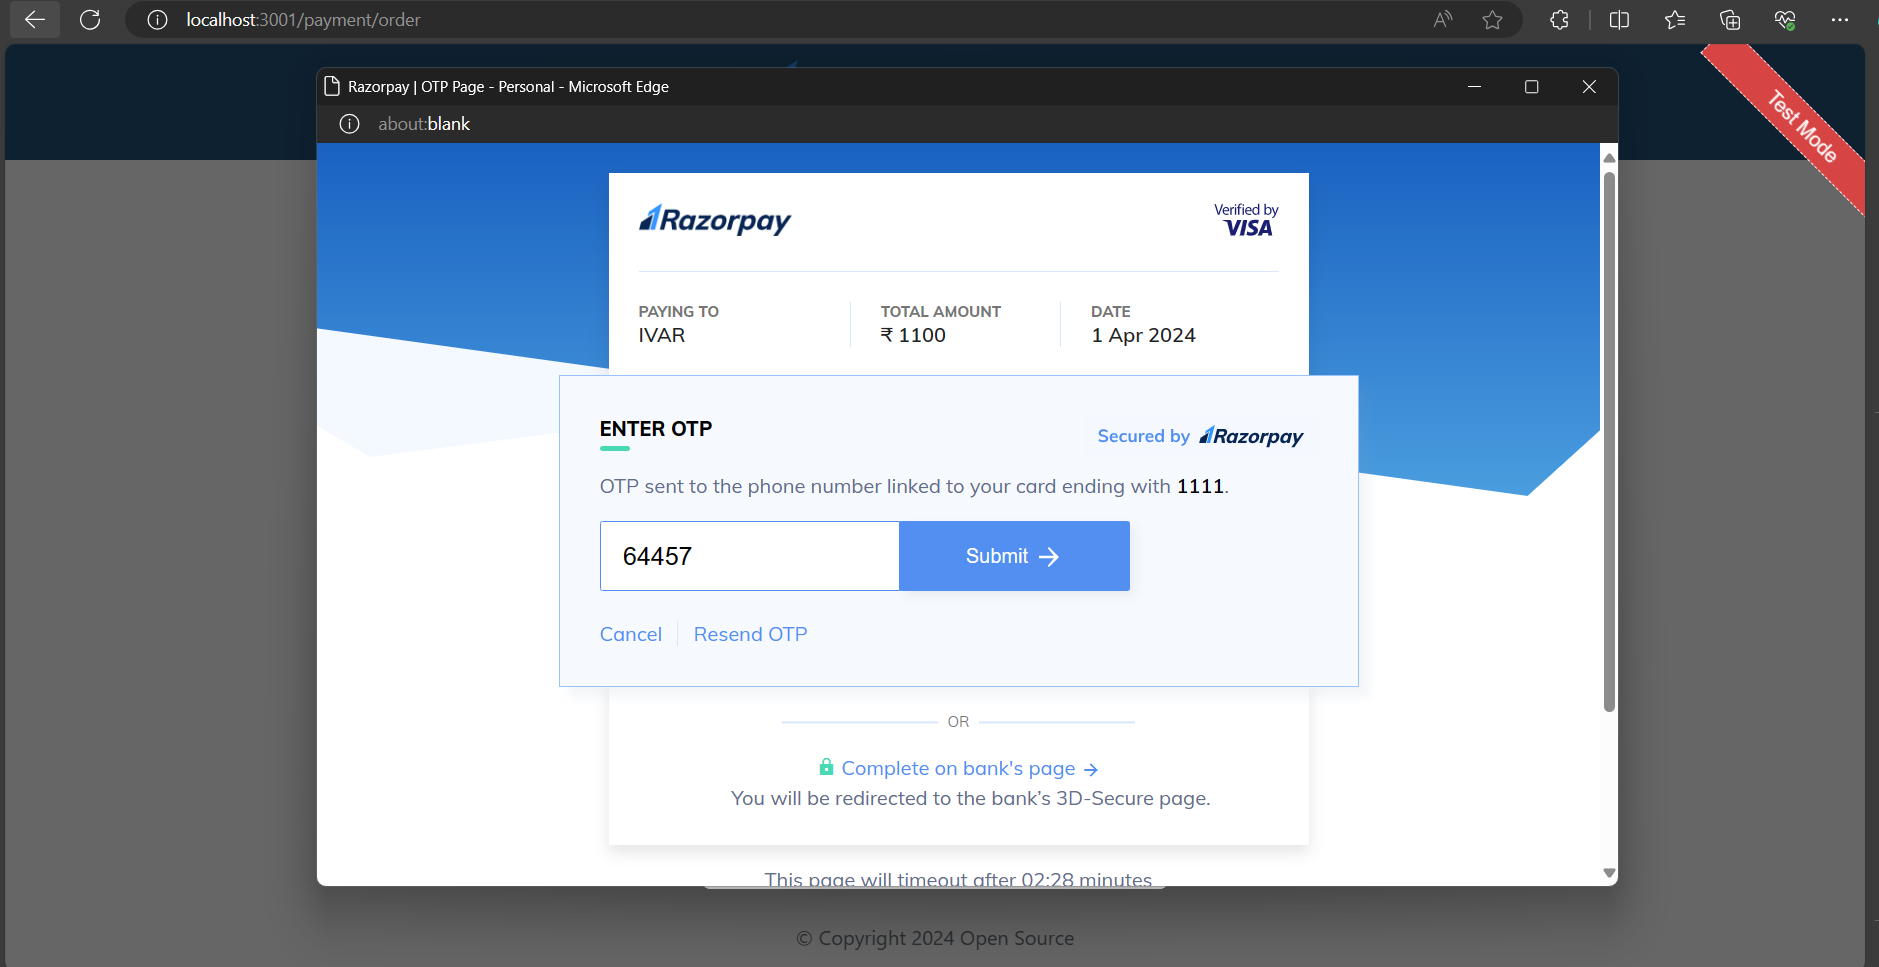 localhost:3001/payment/order
Razorpay | OTP Page - Personal - Microsoft Edge
about:blank
Test Mode
Razorpay
Verified by
VISA
PAYING TO
IVAR
TOTAL AMOUNT
₹ 1100
DATE
1 Apr 2024
ENTER OTP
Secured by Razorpay
OTP sent to the phone number linked to your card ending with 1111.
64457
Submit →
Cancel
Resend OTP
OR
Complete on bank's page →
You will be redirected to the bank’s 3D-Secure page.
This page will timeout after 02:28 minutes
© Copyright 2024 Open Source